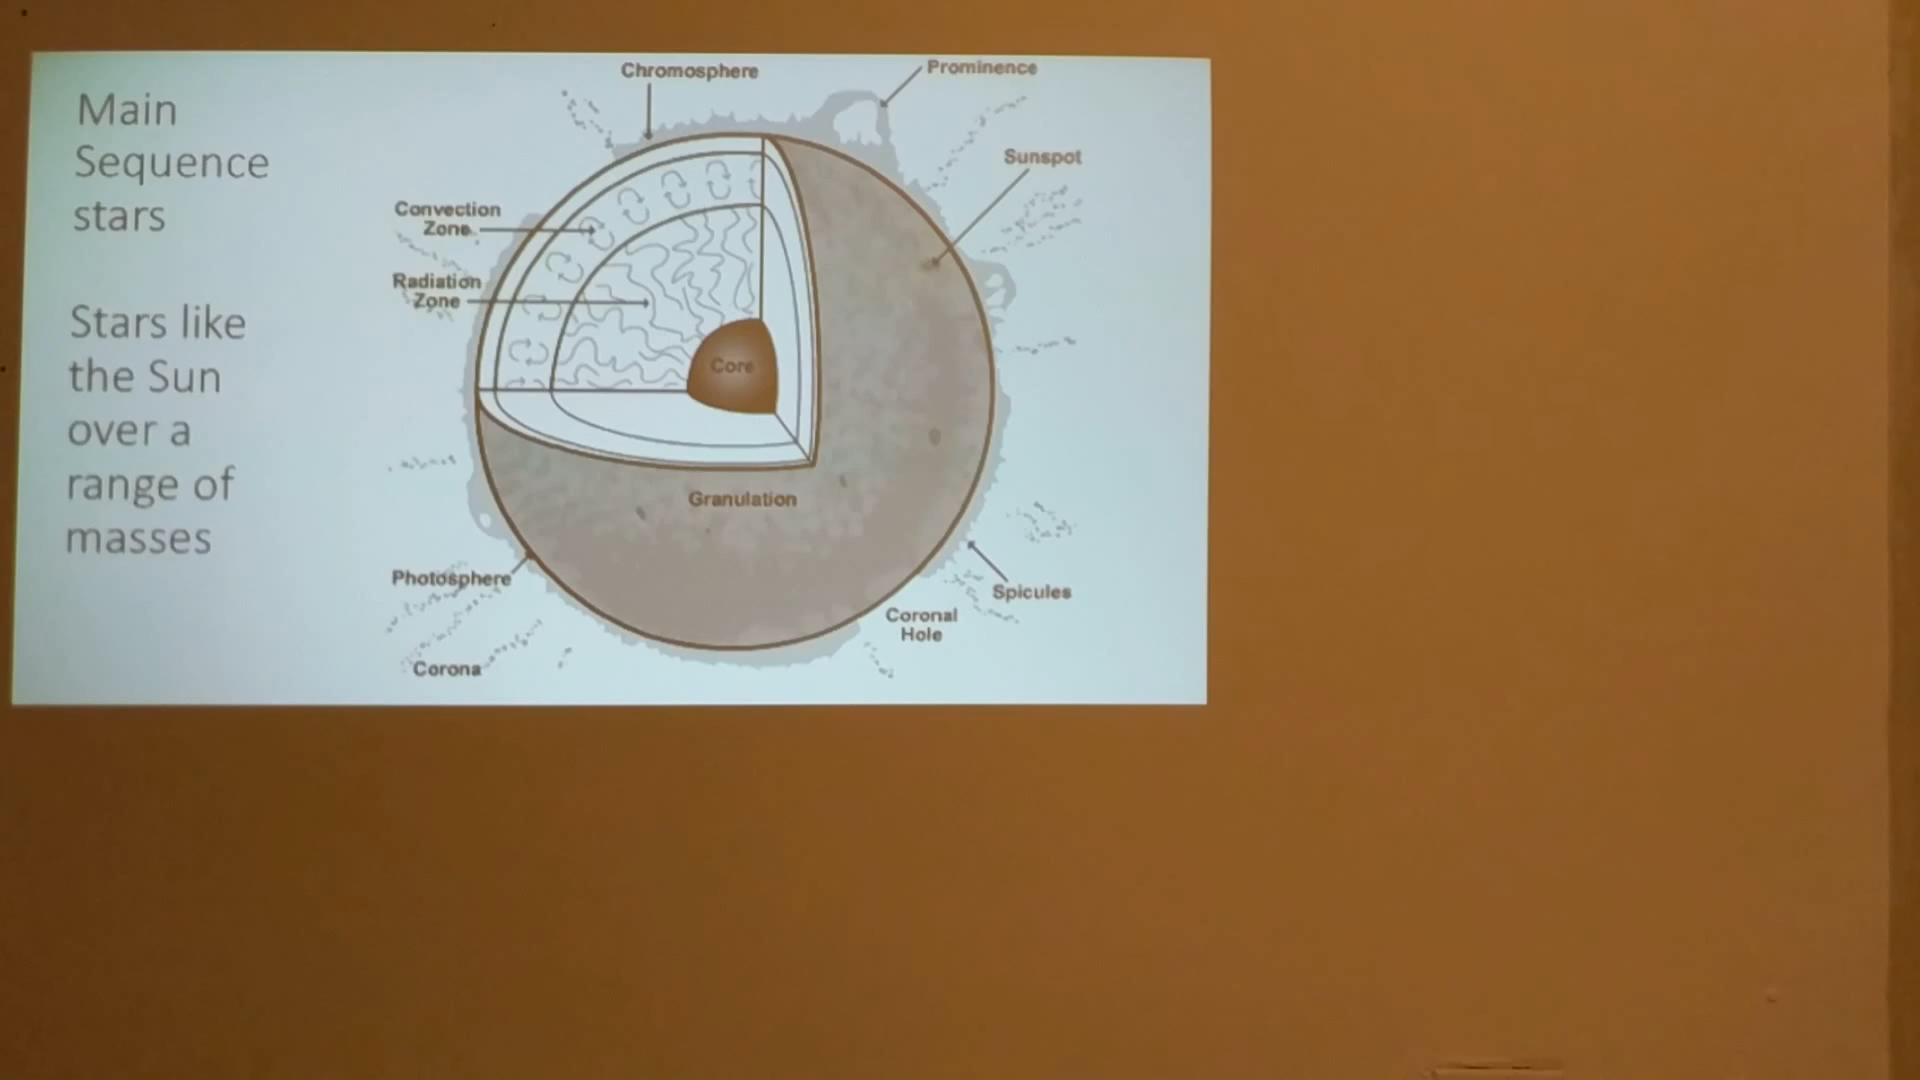 Main
Sequence
stars
Stars like
the Sun
over a
range of
masses
Chromosphere
Prominence
Sunspot
Convection
Zone
Radiation
Zone
Core
Granulation
Photosphere
Spicules
Coronal
Hole
Corona